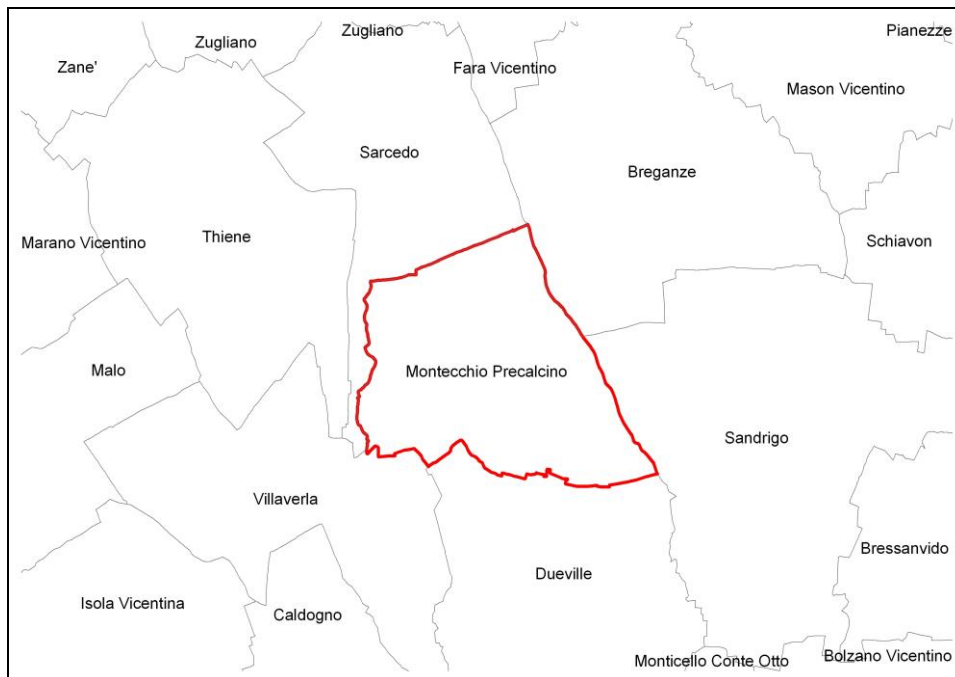 Zugliano
Pianezze
Zugliano
Zane'
Fara Vicentino
Mason Vicentino
Sarcedo
Breganze
Thiene
Marano Vicentino
Schiavon
Malo
Montecchio Precalcino
Sandrigo
Villaverla
Bressanvido
Dueville
Isola Vicentina
Caldogno
Bolzano Vicentino
Monticello Conte Otto